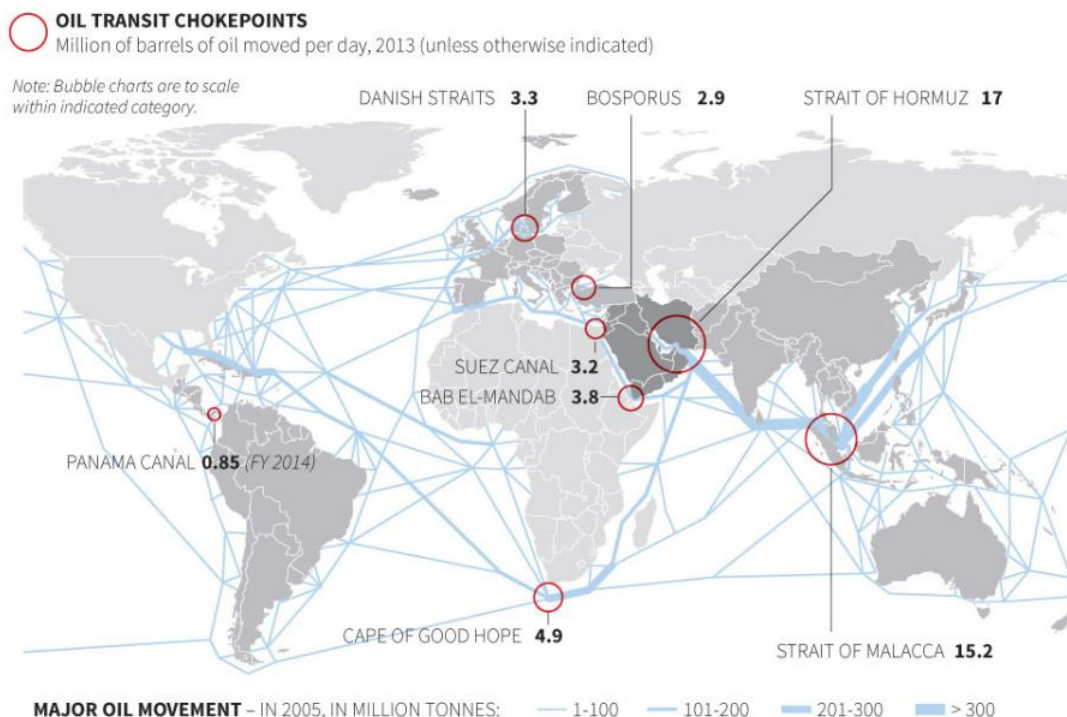 OIL TRANSIT CHOKEPOINTS
Million of barrels of oil moved per day, 2013 (unless otherwise indicated)
Note: Bubble charts are to scale
within indicated category.
DANISH STRAITS 3.3
BOSPORUS 2.9
STRAIT OF HORMUZ 17
SUEZ CANAL 3.2
BAB EL-MANDAB 3.8
PANAMA CANAL 0.85 (FY 2014)
CAPE OF GOOD HOPE 4.9
STRAIT OF MALACCA 15.2
MAJOR OIL MOVEMENT – IN 2005, IN MILLION TONNES: 1-100 101-200 201-300 > 300